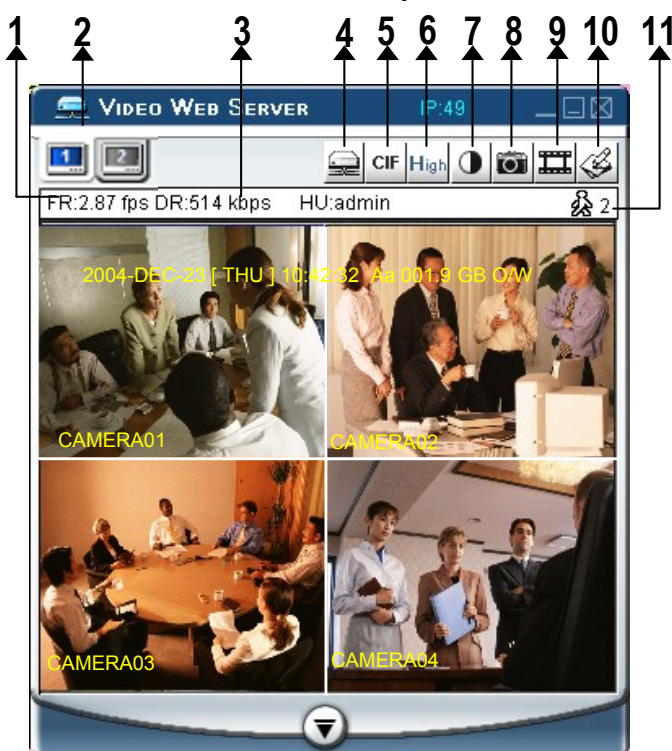 1 2 3 4 5 6 7 8 9 10 11
VIDEO WEB SERVER IP:49
1 2 CIF High
FR:2.87 fps DR:514 kbps HU:admin 2
2004-DEC-23 [ THU ] 10:42:32 Aa 001.9 GB O/W
CAMERA01 CAMERA02
CAMERA03 CAMERA04